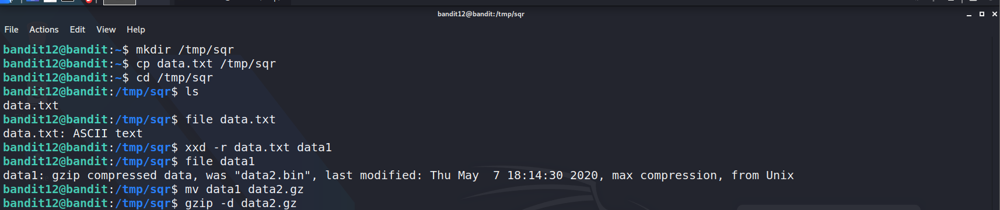 bandit12@bandit:/tmp/sqr
File Actions Edit View Help
bandit12@bandit:~$ mkdir /tmp/sqr
bandit12@bandit:~$ cp data.txt /tmp/sqr
bandit12@bandit:~$ cd /tmp/sqr
bandit12@bandit:/tmp/sqr$ ls
data.txt
bandit12@bandit:/tmp/sqr$ file data.txt
data.txt: ASCII text
bandit12@bandit:/tmp/sqr$ xxd -r data.txt data1
bandit12@bandit:/tmp/sqr$ file data1
data1: gzip compressed data, was "data2.bin", last modified: Thu May  7 18:14:30 2020, max compression, from Unix
bandit12@bandit:/tmp/sqr$ mv data1 data2.gz
bandit12@bandit:/tmp/sqr$ gzip -d data2.gz